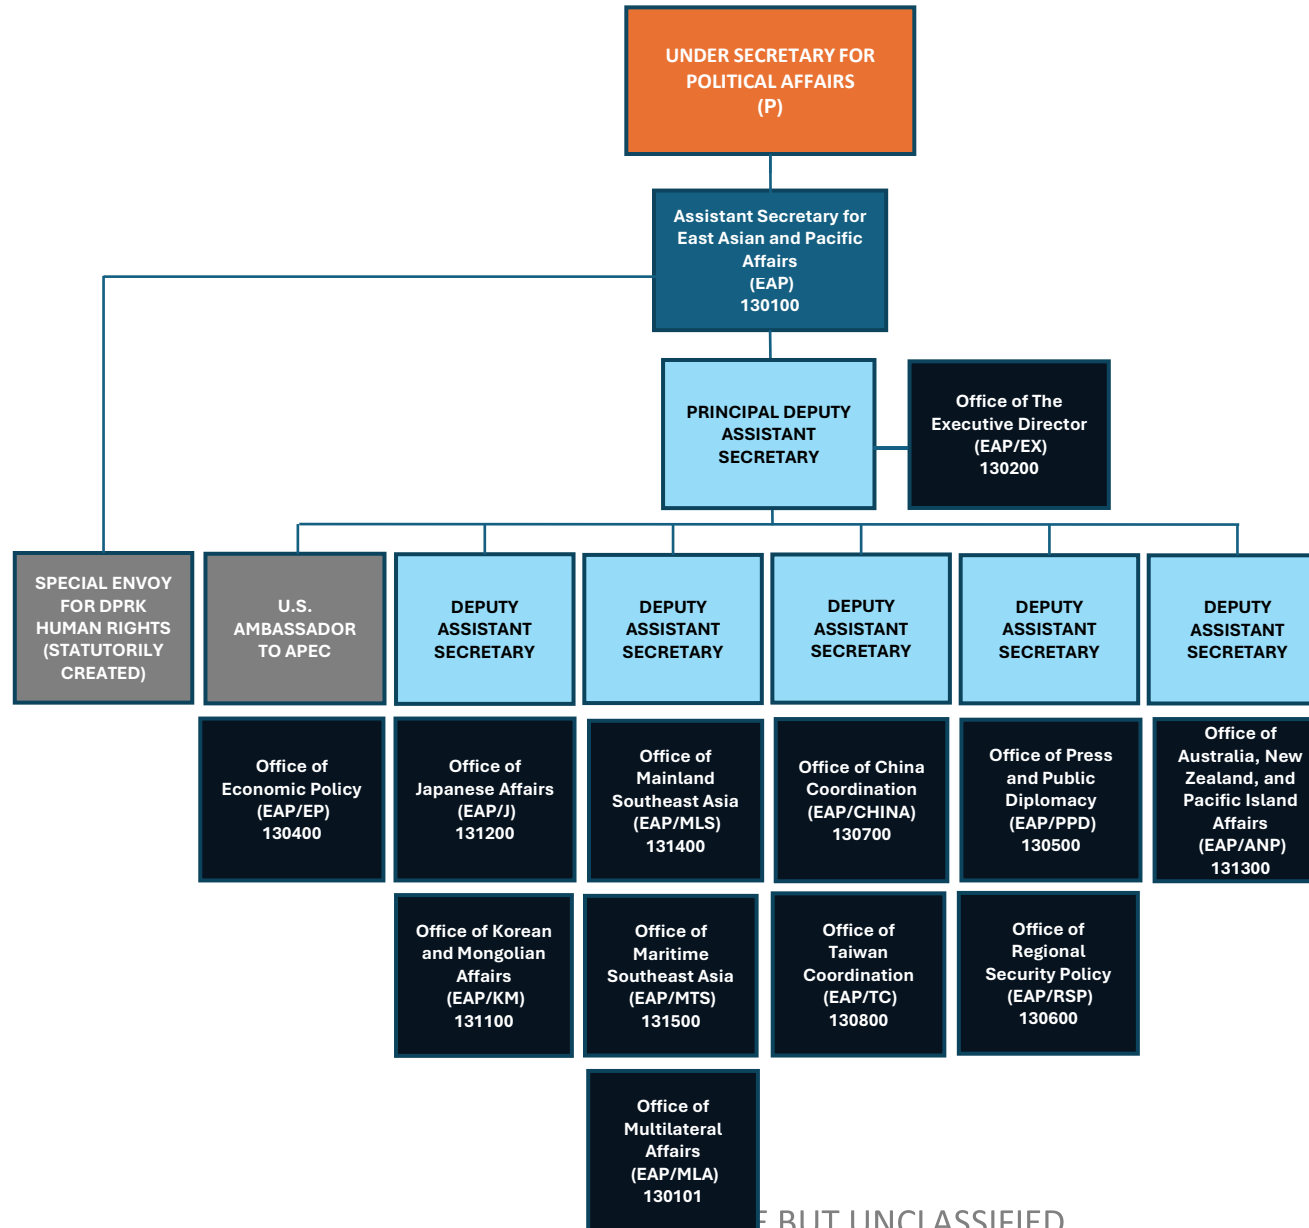 UNDER SECRETARY FOR
POLITICAL AFFAIRS
(P)
Assistant Secretary for
East Asian and Pacific
Affairs
(EAP)
130100
PRINCIPAL DEPUTY
ASSISTANT
SECRETARY
Office of The
Executive Director
(EAP/EX)
130200
SPECIAL ENVOY
FOR DPRK
HUMAN RIGHTS
(STATUTORILY
CREATED)
U.S.
AMBASSADOR
TO APEC
DEPUTY
ASSISTANT
SECRETARY
DEPUTY
ASSISTANT
SECRETARY
DEPUTY
ASSISTANT
SECRETARY
DEPUTY
ASSISTANT
SECRETARY
DEPUTY
ASSISTANT
SECRETARY
Office of
Economic Policy
(EAP/EP)
130400
Office of
Japanese Affairs
(EAP/J)
131200
Office of
Mainland
Southeast Asia
(EAP/MLS)
131400
Office of China
Coordination
(EAP/CHINA)
130700
Office of Press
and Public
Diplomacy
(EAP/PPD)
130500
Office of
Australia, New
Zealand, and
Pacific Island
Affairs
(EAP/ANP)
131300
Office of Korean
and Mongolian
Affairs
(EAP/KM)
131100
Office of
Maritime
Southeast Asia
(EAP/MTS)
131500
Office of
Taiwan
Coordination
(EAP/TC)
130800
Office of
Regional
Security Policy
(EAP/RSP)
130600
Office of
Multilateral
Affairs
(EAP/MLA)
130101
BUT UNCLASSIFIED